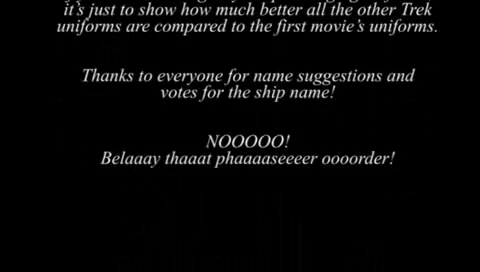 it's just to show how much better all the other Trek
uniforms are compared to the first movie's uniforms.
Thanks to everyone for name suggestions and
votes for the ship name!
NOOOOO!
Belaaay thaaat phaaaaseeeer oooorder!